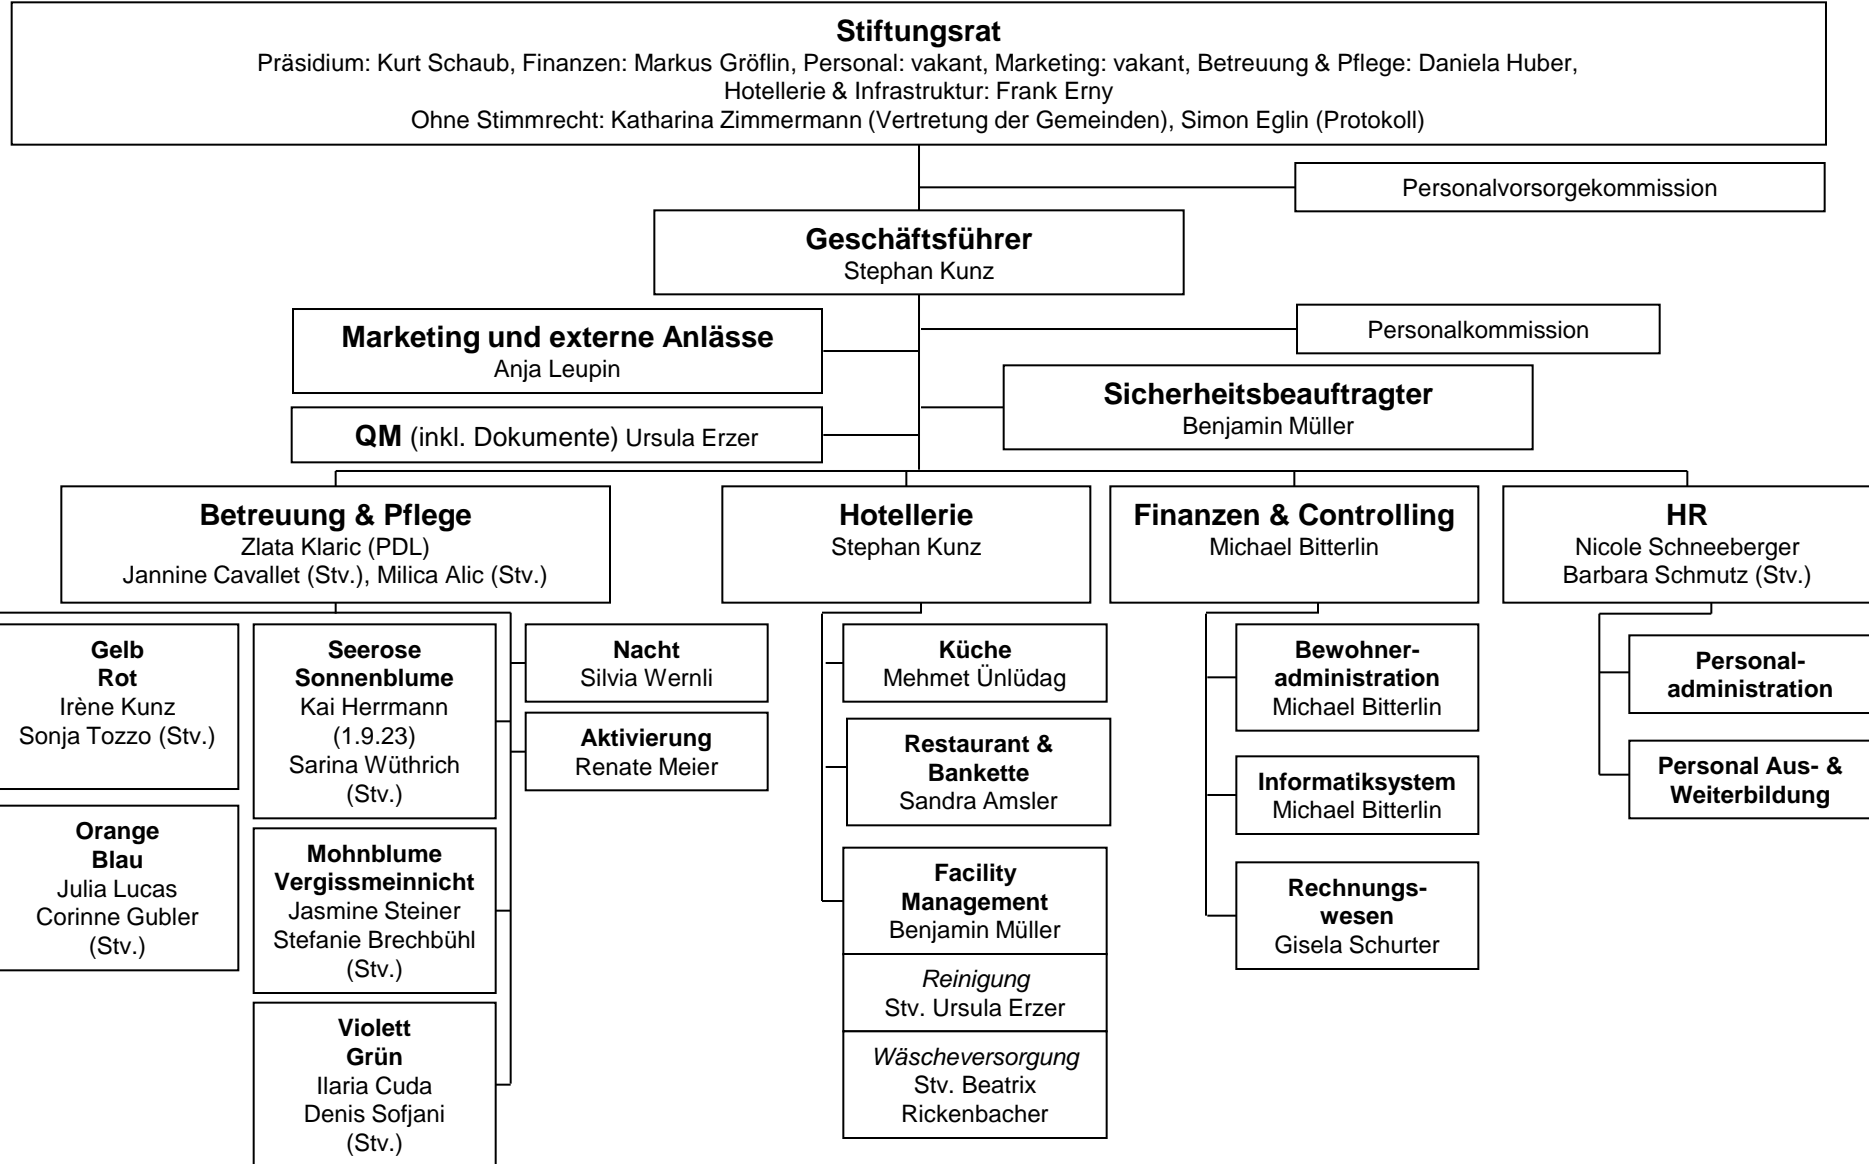 Stiftungsrat
Präsidium: Kurt Schaub, Finanzen: Markus Gröflin, Personal: vakant, Marketing: vakant, Betreuung & Pflege: Daniela Huber,
Hotellerie & Infrastruktur: Frank Erny
Ohne Stimmrecht: Katharina Zimmermann (Vertretung der Gemeinden), Simon Eglin (Protokoll)
Personalvorsorgekommission
Geschäftsführer
Stephan Kunz
Marketing und externe Anlässe
Anja Leupin
Personalkommission
Sicherheitsbeauftragter
Benjamin Müller
QM (inkl. Dokumente) Ursula Erzer
Betreuung & Pflege
Zlata Klaric (PDL)
Jannine Cavallet (Stv.), Milica Alic (Stv.)
Hotellerie
Stephan Kunz
Finanzen & Controlling
Michael Bitterlin
HR
Nicole Schneeberger
Barbara Schmutz (Stv.)
Gelb
Rot
Irène Kunz
Sonja Tozzo (Stv.)
Orange
Blau
Julia Lucas
Corinne Gubler
(Stv.)
Seerose
Sonnenblume
Kai Herrmann
(1.9.23)
Sarina Wüthrich
(Stv.)
Mohnblume
Vergissmeinnicht
Jasmine Steiner
Stefanie Brechbühl
(Stv.)
Violett
Grün
Ilaria Cuda
Denis Sofjani
(Stv.)
Nacht
Silvia Wernli
Aktivierung
Renate Meier
Küche
Mehmet Ünlüdag
Restaurant &
Bankette
Sandra Amsler
Facility
Management
Benjamin Müller
Reinigung
Stv. Ursula Erzer
Wäscheversorgung
Stv. Beatrix
Rickenbacher
Bewohner-
administration
Michael Bitterlin
Informatiksystem
Michael Bitterlin
Rechnungs-
wesen
Gisela Schurter
Personal-
administration
Personal Aus- &
Weiterbildung